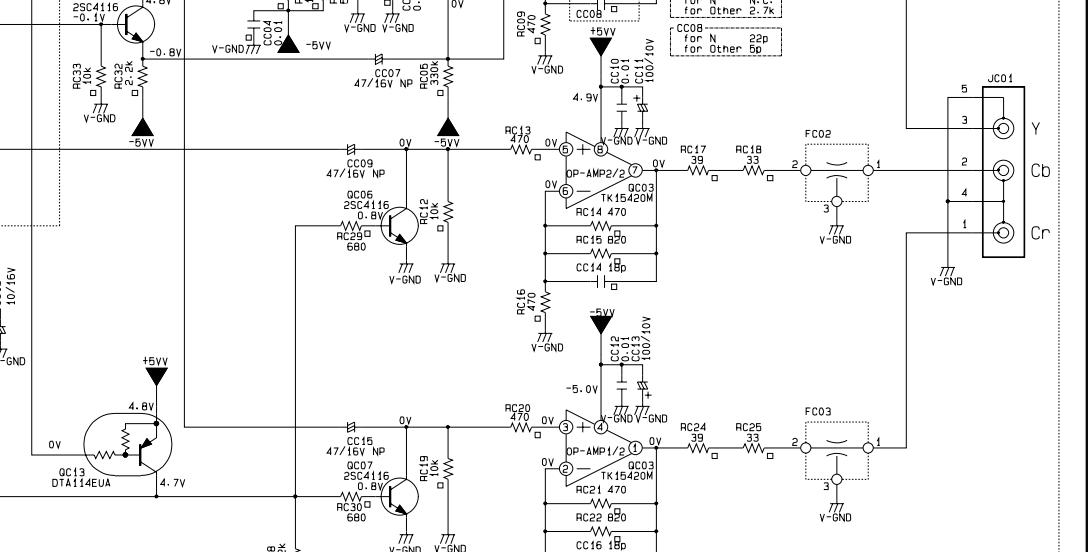 2SC4116
-0.1V
4.8V
RC33
10k
RC32
2.2k
V-GND
-5VV
-0.8V
V-GND
CC04
0.01
-5VV
V-GND
V-GND
0V
CC07
47/16V NP
RC05
330k
-5VV
RC09
470
V-GND
CC08
for N N.C.
for Other 2.7k
CC08
for N 22p
for Other 5p
+5VV
CC10
0.01
CC11
100/10V
4.9V
+
V-GND
V-GND
JC01
5
3
Y
2
Cb
4
1
Cr
V-GND
CC09
47/16V NP
0V
RC13
470
0V
5
+
8
OP-AMP2/2
7
0V
0V
6
−
QC03
TK15420M
RC17
39
RC18
33
FC02
2
1
3
V-GND
QC06
2SC4116
0.8V
RC29
680
RC12
10k
V-GND
V-GND
RC14 470
RC15 820
CC14 18p
RC16
470
V-GND
10/16V
-GND
-5VV
CC12
0.01
CC13
100/10V
-5.0V
+
V-GND
V-GND
+5VV
4.8V
0V
QC13
DTA114EUA
4.7V
CC15
47/16V NP
0V
RC20
470
0V
3
+
4
OP-AMP1/2
1
0V
0V
2
−
QC03
TK15420M
RC24
39
RC25
33
FC03
2
1
3
V-GND
QC07
2SC4116
0.8V
RC30
680
RC19
10k
V-GND
V-GND
RC21 470
RC22 820
CC16 18p